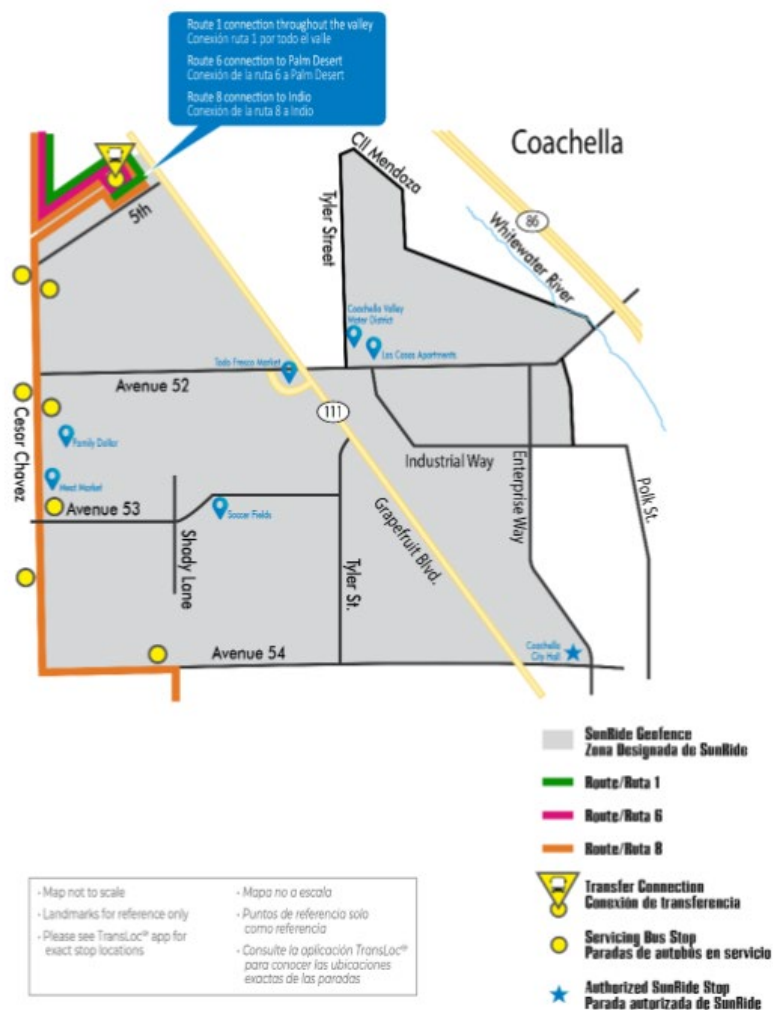 Route 1 connection throughout the valley
Conexión ruta 1 por todo el valle
Route 6 connection to Palm Desert
Conexión de la ruta 6 a Palm Desert
Route 8 connection to Indio
Conexión de la ruta 8 a Indio
Coachella
Cll Mendoza
86
Tyler Street
5th
Whitewater River
Coachella Valley
Water District
Las Casas Apartments
Todo Fresco Market
Avenue 52
111
Cesar Chavez
Family Dollar
Industrial Way
Enterprise Way
Meat Market
Polk St.
Avenue 53
Soccer Fields
Grapefruit Blvd.
Shady Lane
Tyler St.
Avenue 54
Coachella
City Hall
SunRide Geofence
Zona Designada de SunRide
Route/Ruta 1
Route/Ruta 6
Route/Ruta 8
Transfer Connection
Conexión de transferencia
Servicing Bus Stop
Paradas de autobús en servicio
Authorized SunRide Stop
Parada autorizada de SunRide
- Map not to scale
- Landmarks for reference only
- Please see TransLoc℠ app for
exact stop locations
- Mapa no a escala
- Puntos de referencia solo
como referencia
- Consulte la aplicación TransLoc℠
para conocer las ubicaciones
exactas de las paradas